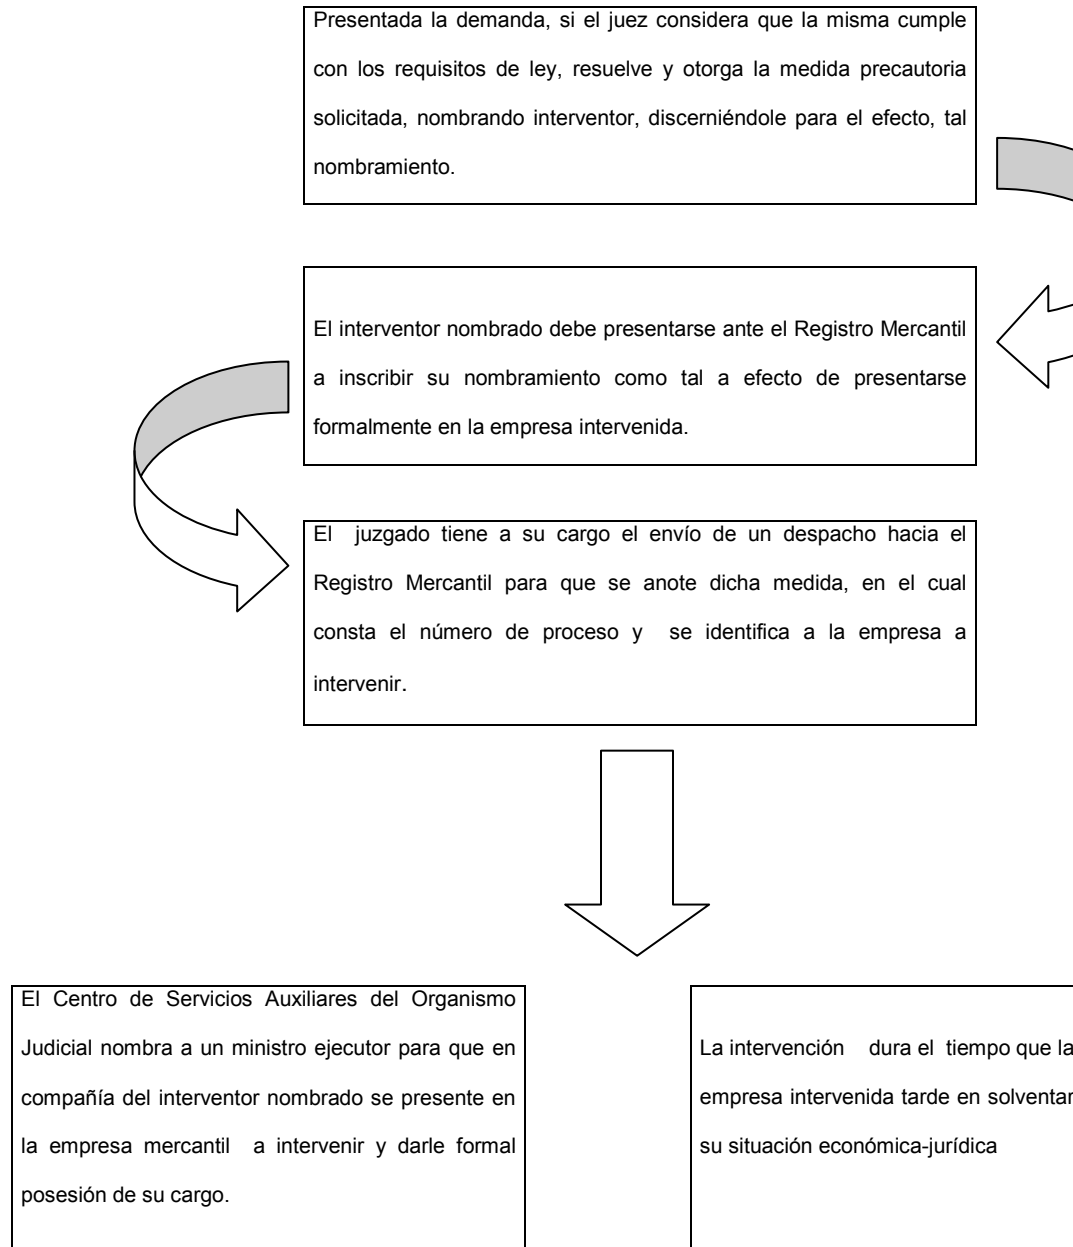 Presentada la demanda, si el juez considera que la misma cumple
con los requisitos de ley, resuelve y otorga la medida precautoria
solicitada, nombrando interventor, discerniéndole para el efecto, tal
nombramiento.
El interventor nombrado debe presentarse ante el Registro Mercantil
a inscribir su nombramiento como tal a efecto de presentarse
formalmente en la empresa intervenida.
El juzgado tiene a su cargo el envío de un despacho hacia el
Registro Mercantil para que se anote dicha medida, en el cual
consta el número de proceso y se identifica a la empresa a
intervenir.
El Centro de Servicios Auxiliares del Organismo
Judicial nombra a un ministro ejecutor para que en
compañía del interventor nombrado se presente en
la empresa mercantil a intervenir y darle formal
posesión de su cargo.
La intervención dura el tiempo que la
empresa intervenida tarde en solventar
su situación económica-jurídica